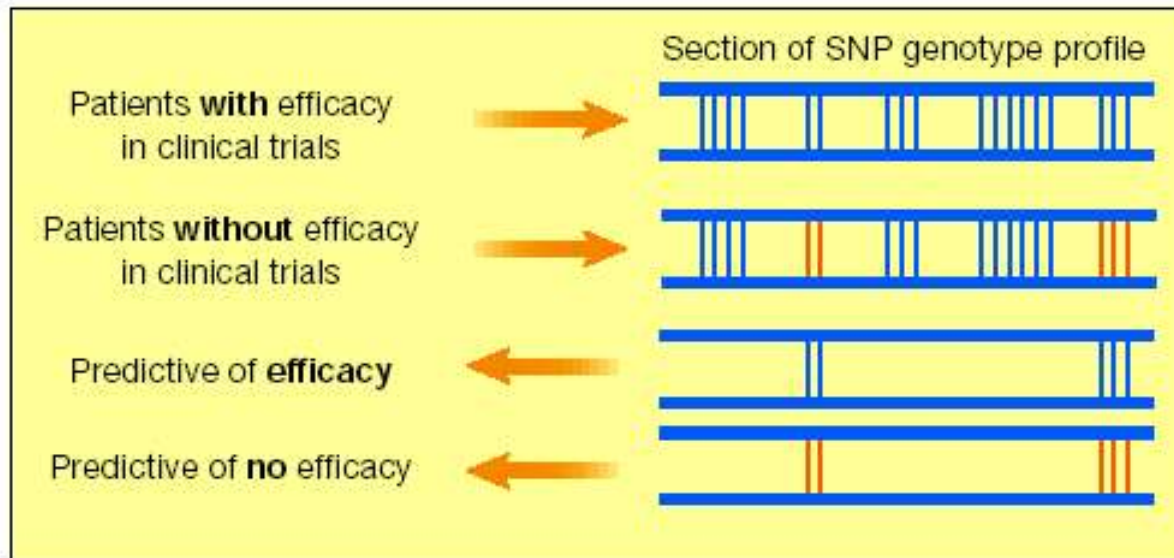 Section of SNP genotype profile
Patients with efficacy
in clinical trials
Patients without efficacy
in clinical trials
Predictive of efficacy
Predictive of no efficacy